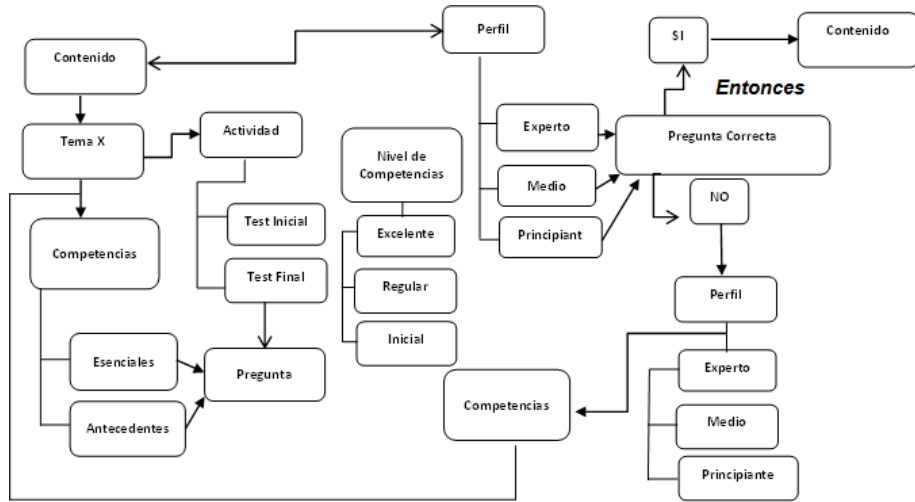 Contenido
Perfil
SI
Contenido
Entonces
Tema X
Actividad
Experto
Pregunta Correcta
Nivel de
Competencias
Medio
NO
Test Inicial
Excelente
Principiant
Competencias
Test Final
Regular
Perfil
Inicial
Esenciales
Pregunta
Experto
Competencias
Antecedentes
Medio
Principiante